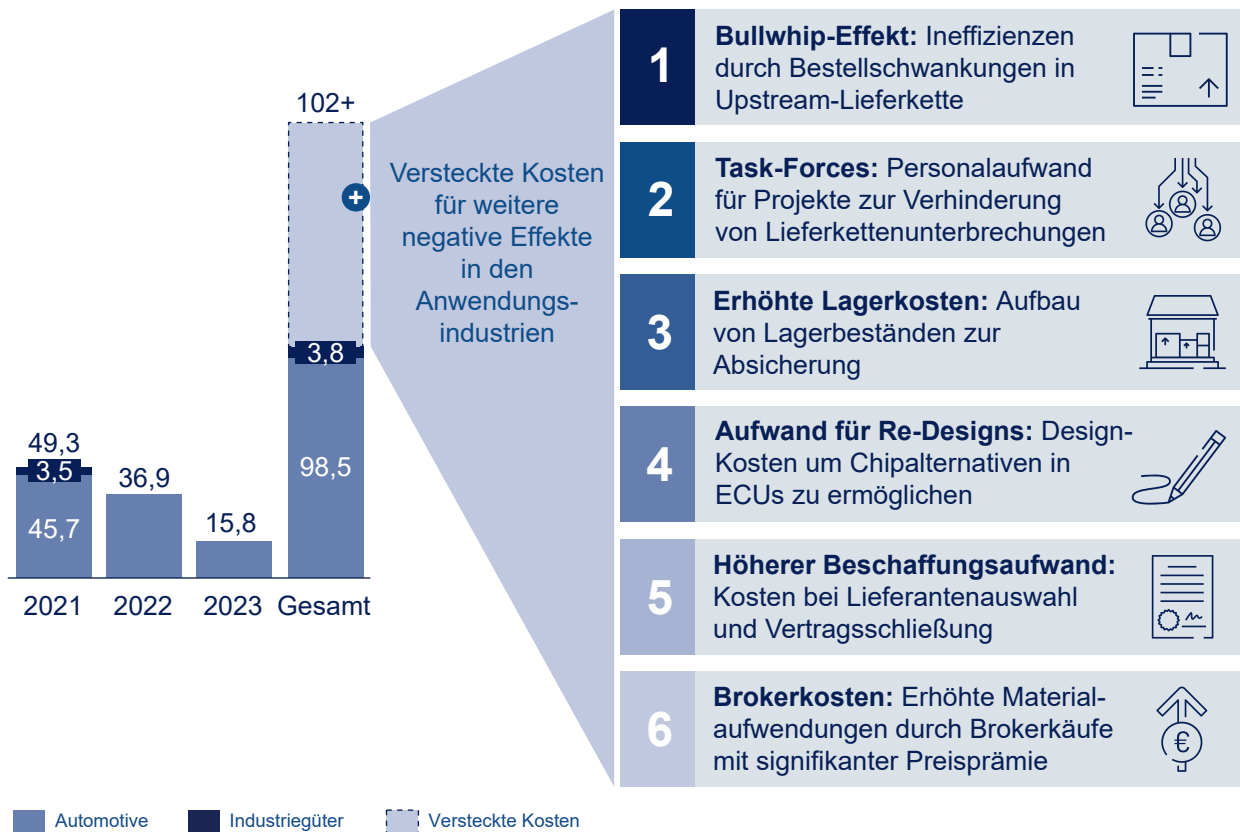 102+
+
3,8
98,5
49,3
3,5
45,7
36,9
15,8
2021
2022
2023
Gesamt
Versteckte Kosten
für weitere
negative Effekte
in den
Anwendungs-
industrien
1
Bullwhip-Effekt: Ineffizienzen
durch Bestellschwankungen in
Upstream-Lieferkette
2
Task-Forces: Personalaufwand
für Projekte zur Verhinderung
von Lieferkettenunterbrechungen
3
Erhöhte Lagerkosten: Aufbau
von Lagerbeständen zur
Absicherung
4
Aufwand für Re-Designs: Design-
Kosten um Chipalternativen in
ECUs zu ermöglichen
5
Höherer Beschaffungsaufwand:
Kosten bei Lieferantenauswahl
und Vertragsschließung
6
Brokerkosten: Erhöhte Material-
aufwendungen durch Brokerkäufe
mit signifikanter Preisprämie
€
Automotive
Industriegüter
Versteckte Kosten